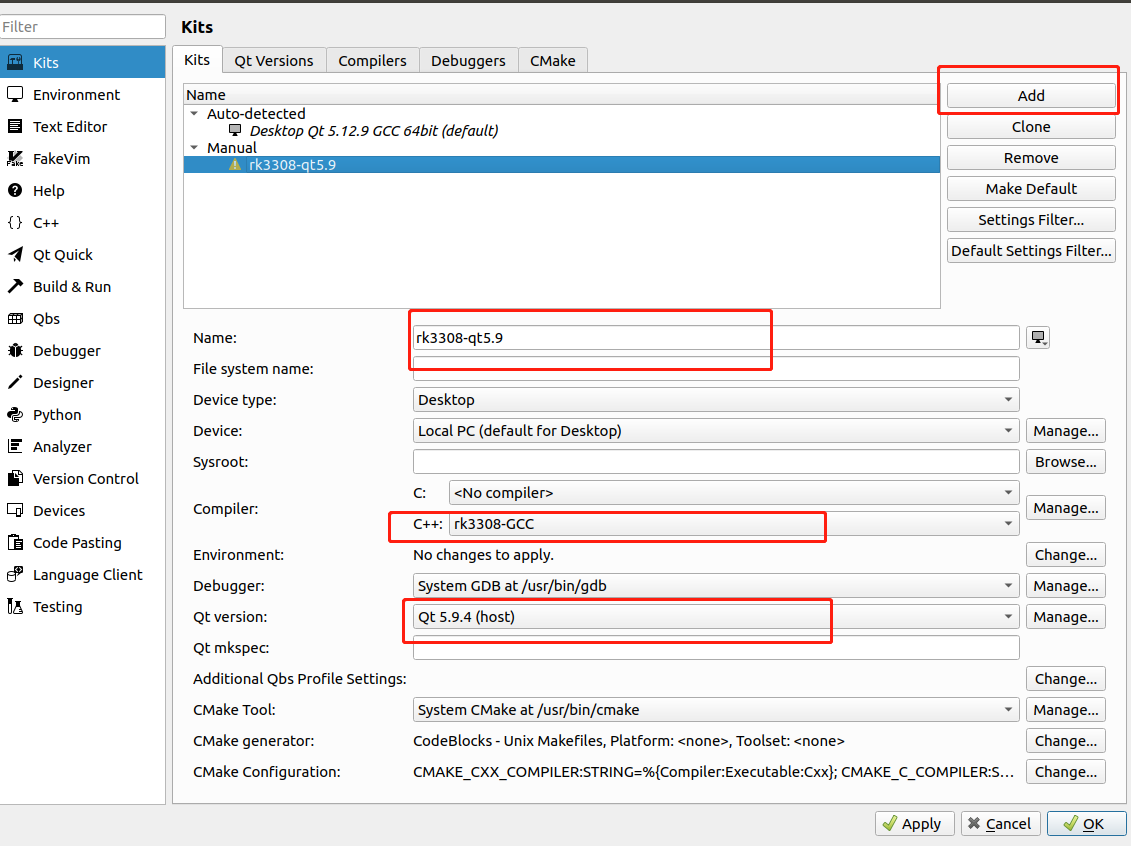 Filter
Kits
Environment
Text Editor
FakeVim
Help
C++
Qt Quick
Build & Run
Qbs
Debugger
Designer
Python
Analyzer
Version Control
Devices
Code Pasting
Language Client
Testing
Kits
Kits Qt Versions Compilers Debuggers CMake
Name
Auto-detected
Desktop Qt 5.12.9 GCC 64bit (default)
Manual
rk3308-qt5.9
Add
Clone
Remove
Make Default
Settings Filter...
Default Settings Filter...
Name: rk3308-qt5.9
File system name:
Device type: Desktop
Device: Local PC (default for Desktop) Manage...
Sysroot: Browse...
Compiler: Manage...
C: <No compiler>
C++: rk3308-GCC
Environment: No changes to apply. Change...
Debugger: System GDB at /usr/bin/gdb Manage...
Qt version: Qt 5.9.4 (host) Manage...
Qt mkspec:
Additional Qbs Profile Settings: Change...
CMake Tool: System CMake at /usr/bin/cmake Manage...
CMake generator: CodeBlocks - Unix Makefiles, Platform: <none>, Toolset: <none> Change...
CMake Configuration: CMAKE_CXX_COMPILER:STRING=%{Compiler:Executable:Cxx}; CMAKE_C_COMPILER:S... Change...
Apply Cancel OK